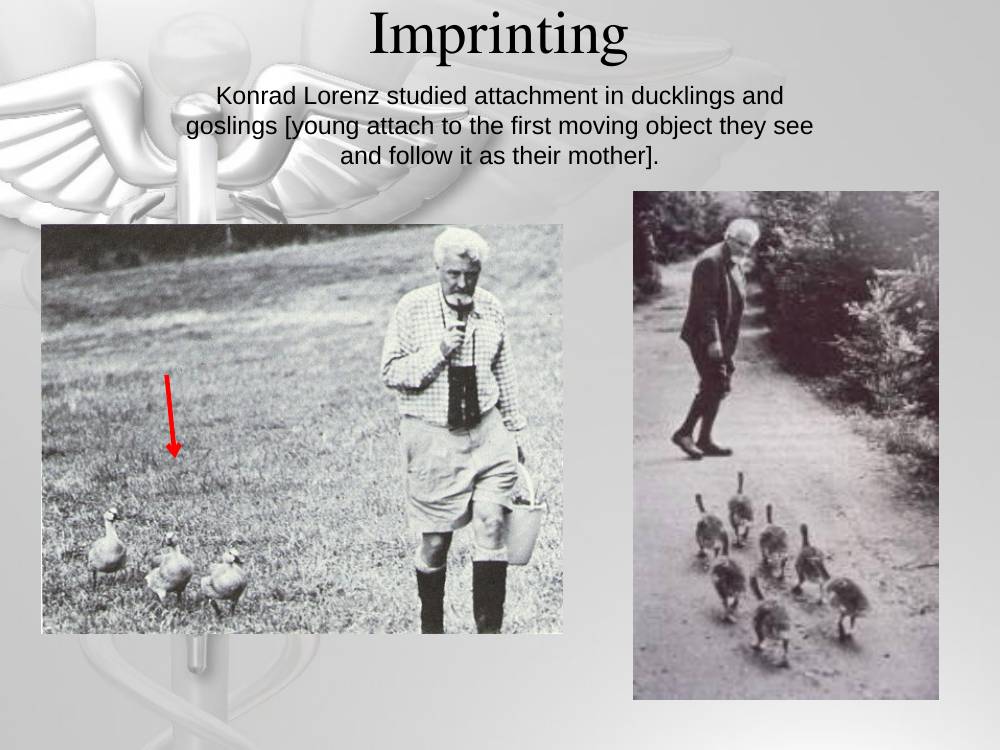 Imprinting
Konrad Lorenz studied attachment in ducklings and
goslings [young attach to the first moving object they see
and follow it as their mother].